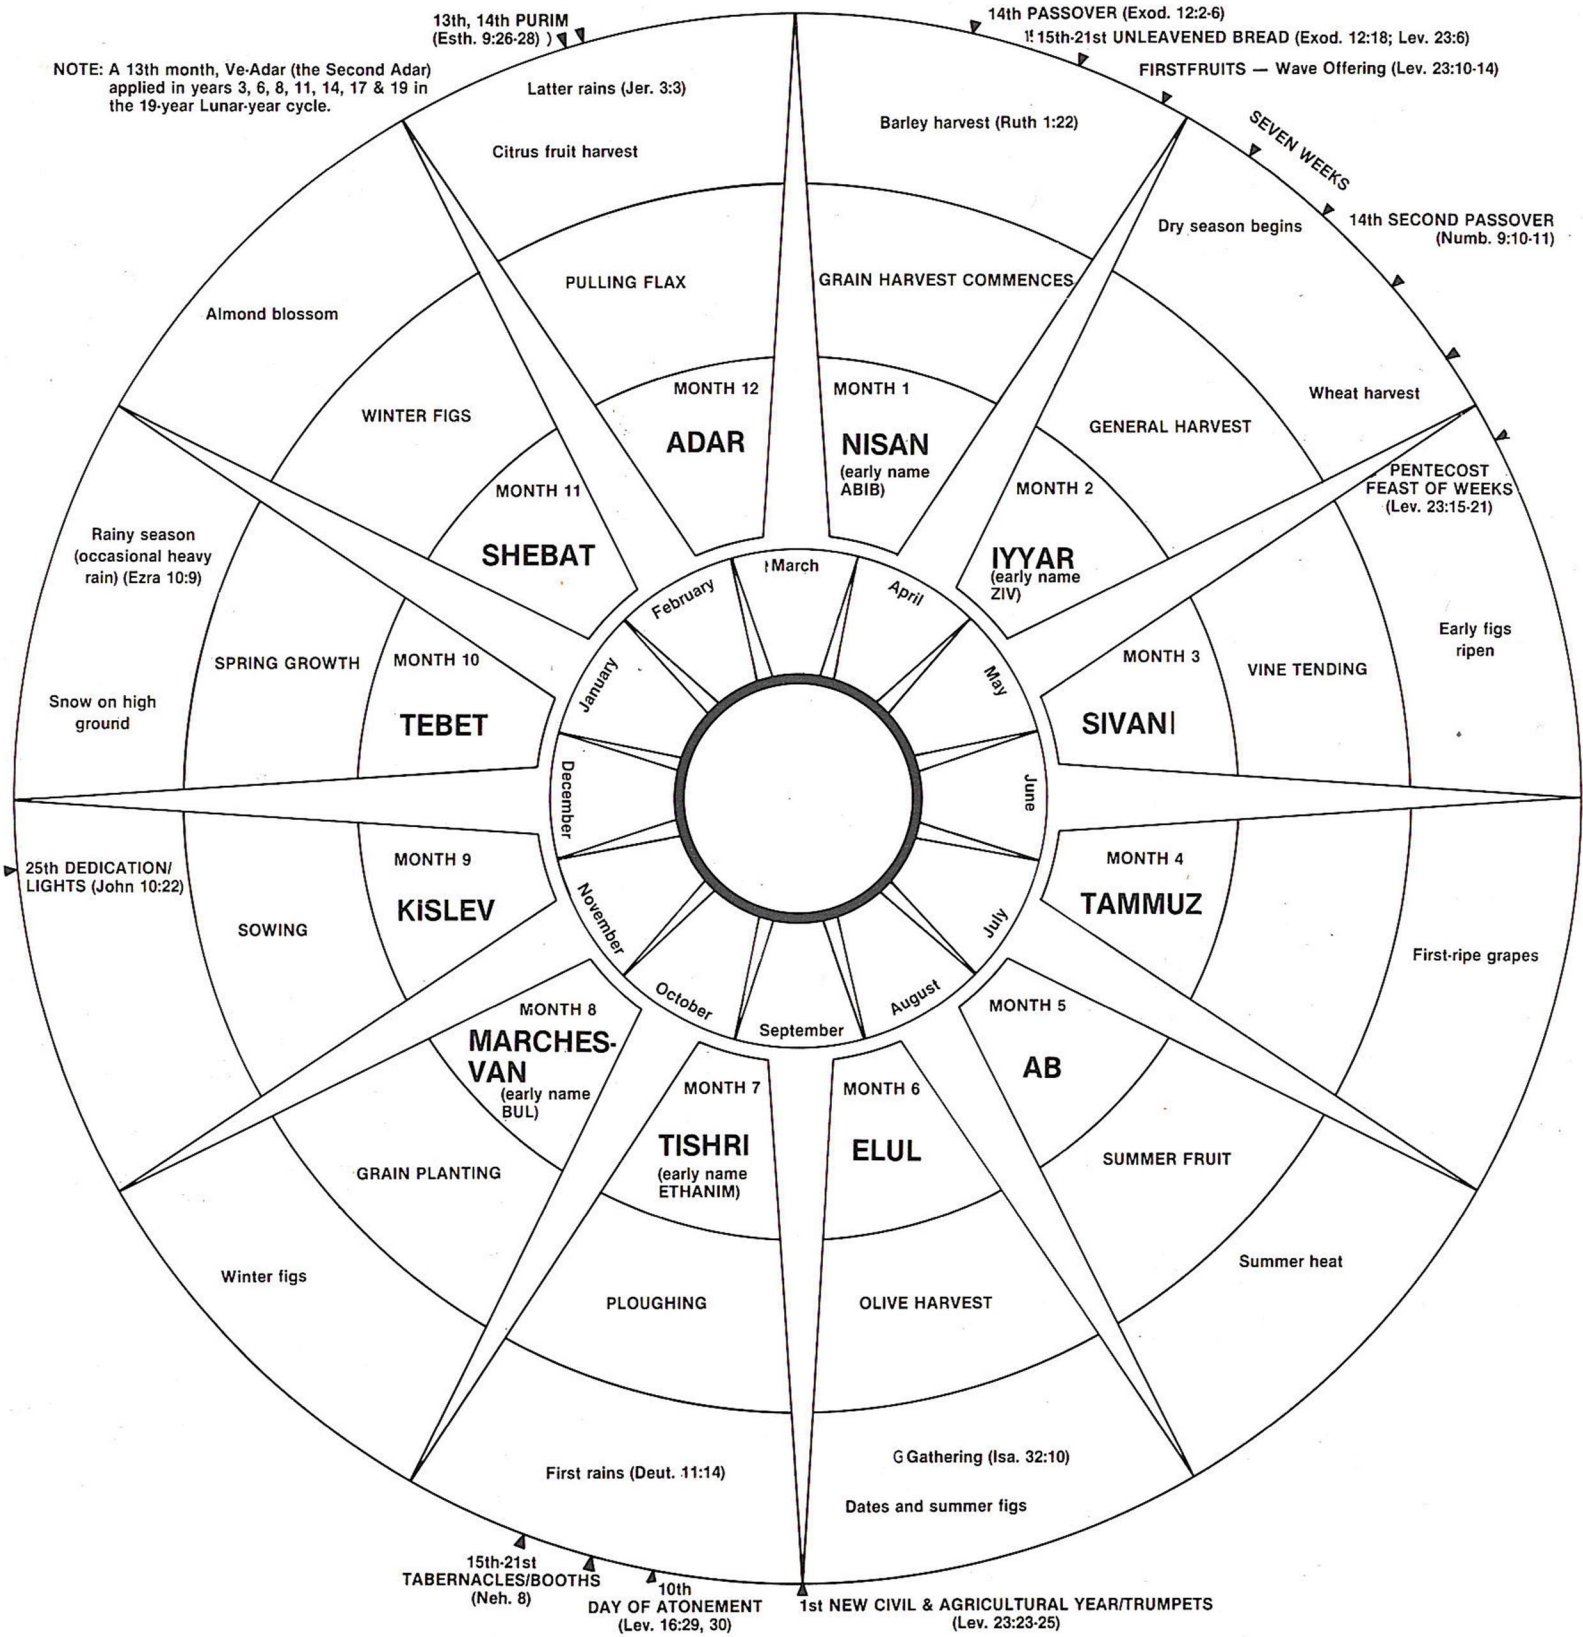 13th, 14th PURIM
(Esth. 9:26-28) )
NOTE: A 13th month, Ve-Adar (the Second Adar)
applied in years 3, 6, 8, 11, 14, 17 & 19 in
the 19-year Lunar-year cycle.
14th PASSOVER (Exod. 12:2-6)
15th-21st UNLEAVENED BREAD (Exod. 12:18; Lev. 23:6)
FIRSTFRUITS — Wave Offering (Lev. 23:10-14)
SEVEN WEEKS
14th SECOND PASSOVER
(Numb. 9:10-11)
Latter rains (Jer. 3:3)
Citrus fruit harvest
PULLING FLAX
MONTH 12
ADAR
Barley harvest (Ruth 1:22)
GRAIN HARVEST COMMENCES
MONTH 1
NISAN
(early name
ABIB)
Dry season begins
Wheat harvest
GENERAL HARVEST
MONTH 2
IYYAR
(early name
ZIV)
PENTECOST
FEAST OF WEEKS
(Lev. 23:15-21)
Early figs
ripen
VINE TENDING
MONTH 3
SIVAN
MONTH 4
TAMMUZ
First-ripe grapes
MONTH 5
AB
SUMMER FRUIT
Summer heat
MONTH 6
ELUL
OLIVE HARVEST
G Gathering (Isa. 32:10)
Dates and summer figs
1st NEW CIVIL & AGRICULTURAL YEAR/TRUMPETS
(Lev. 23:23-25)
MONTH 7
TISHRI
(early name
ETHANIM)
PLOUGHING
First rains (Deut. 11:14)
10th
DAY OF ATONEMENT
(Lev. 16:29, 30)
15th-21st
TABERNACLES/BOOTHS
(Neh. 8)
MONTH 8
MARCHES-
VAN
(early name
BUL)
GRAIN PLANTING
Winter figs
MONTH 9
KISLEV
SOWING
25th DEDICATION/
LIGHTS (John 10:22)
MONTH 10
TEBET
SPRING GROWTH
Rainy season
(occasional heavy
rain) (Ezra 10:9)
Snow on high
ground
MONTH 11
SHEBAT
WINTER FIGS
Almond blossom
March
April
May
June
July
August
September
October
November
December
January
February